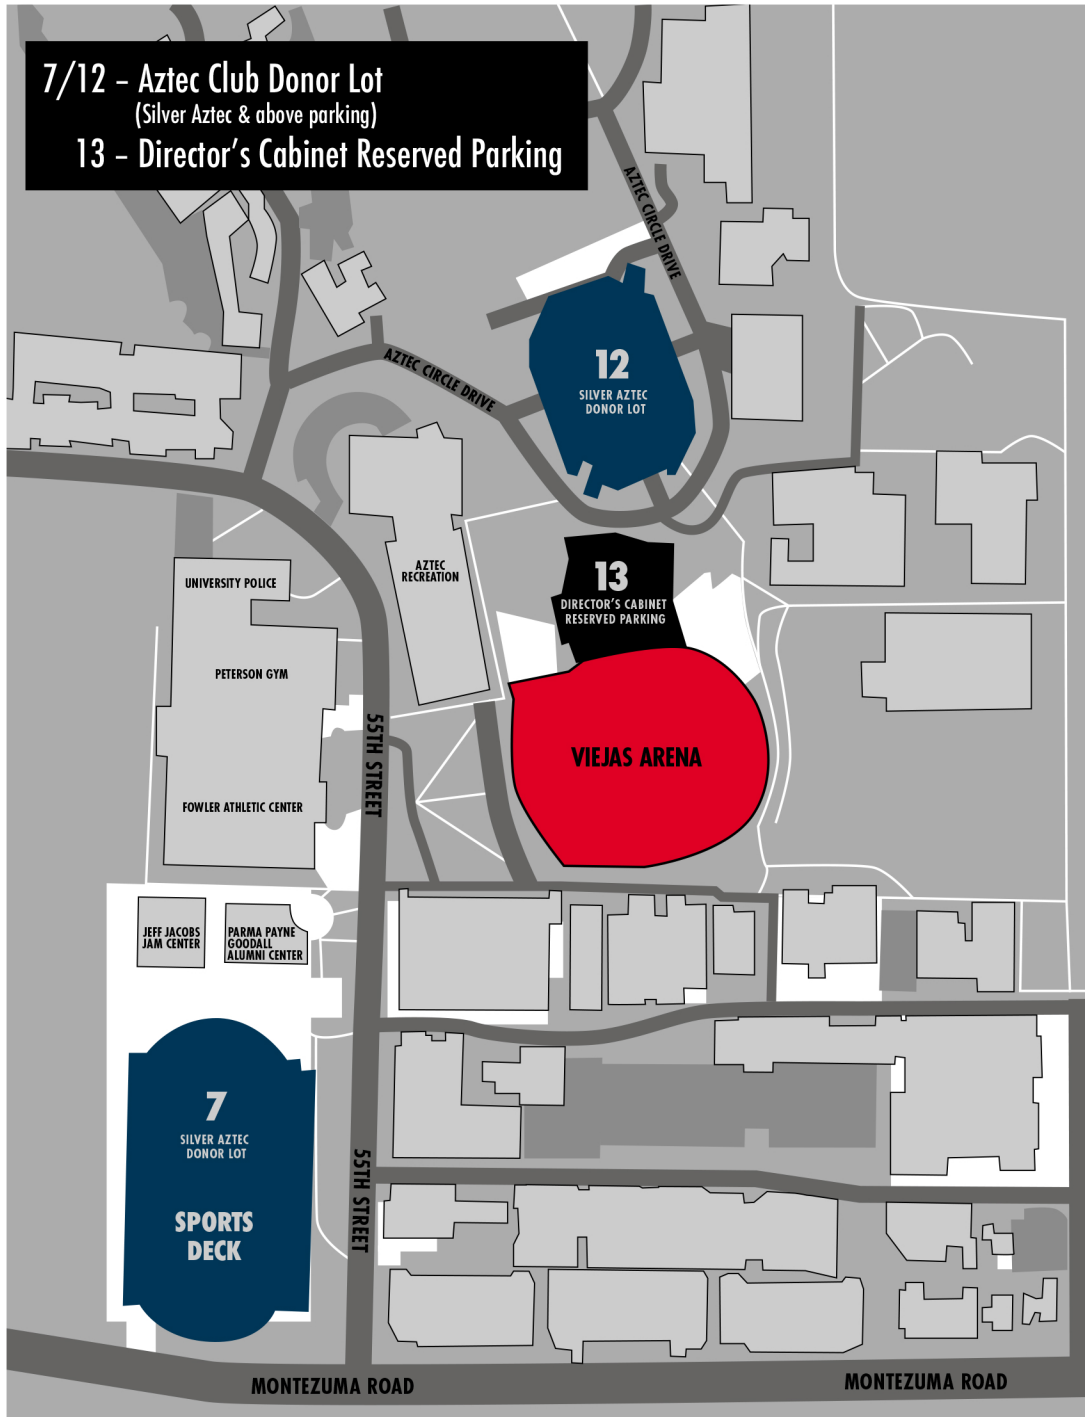 7/12 – Aztec Club Donor Lot
(Silver Aztec & above parking)
13 – Director’s Cabinet Reserved Parking
AZTEC CIRCLE DRIVE
12
SILVER AZTEC
DONOR LOT
AZTEC CIRCLE DRIVE
13
DIRECTOR’S CABINET
RESERVED PARKING
AZTEC
RECREATION
UNIVERSITY POLICE
PETERSON GYM
55TH STREET
VIEJAS ARENA
FOWLER ATHLETIC CENTER
JEFF JACOBS
JAM CENTER
PARMA PAYNE
GOODALL
ALUMNI CENTER
7
SILVER AZTEC
DONOR LOT
SPORTS
DECK
55TH STREET
MONTEZUMA ROAD
MONTEZUMA ROAD